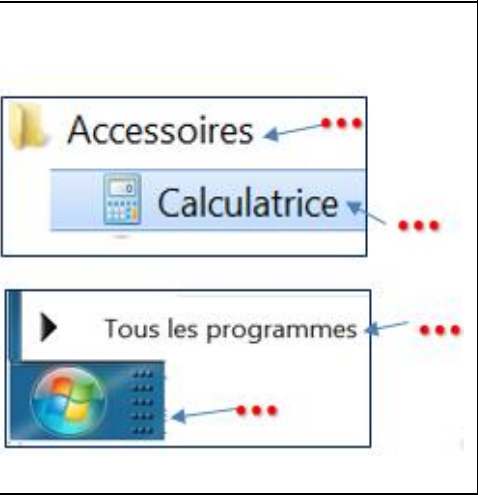 Accessoires ...
Calculatrice ...
Tous les programmes ...
...